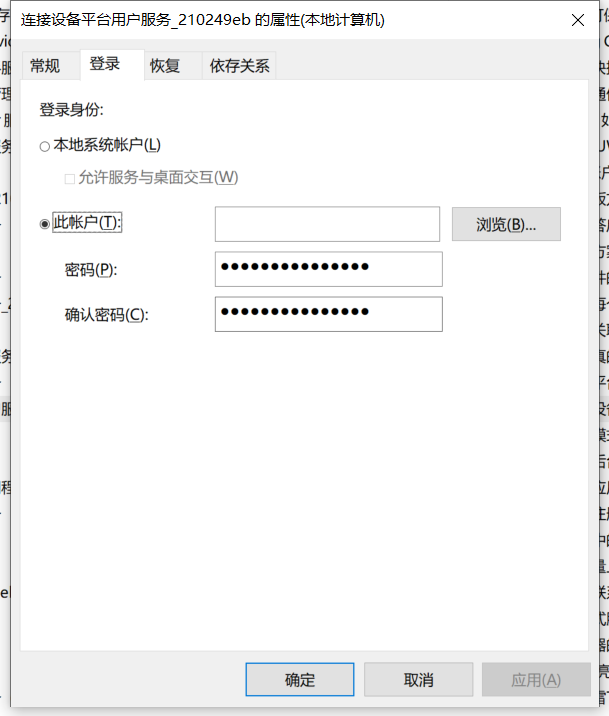 连接设备平台用户服务_210249eb 的属性(本地计算机)
常规 登录 恢复 依存关系
登录身份:
本地系统帐户(L)
允许服务与桌面交互(W)
此帐户(T):
浏览(B)...
密码(P): ●●●●●●●●●●●●●●●
确认密码(C): ●●●●●●●●●●●●●●●
确定 取消 应用(A)